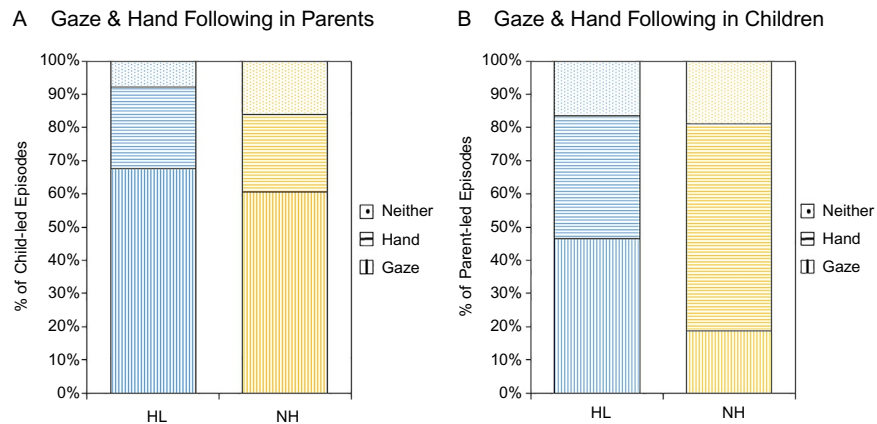 A Gaze & Hand Following in Parents
100%
90%
80%
70%
60%
50%
40%
30%
20%
10%
0%
% of Child-led Episodes
HL
NH
Neither
Hand
Gaze
B Gaze & Hand Following in Children
100%
90%
80%
70%
60%
50%
40%
30%
20%
10%
0%
% of Parent-led Episodes
HL
NH
Neither
Hand
Gaze